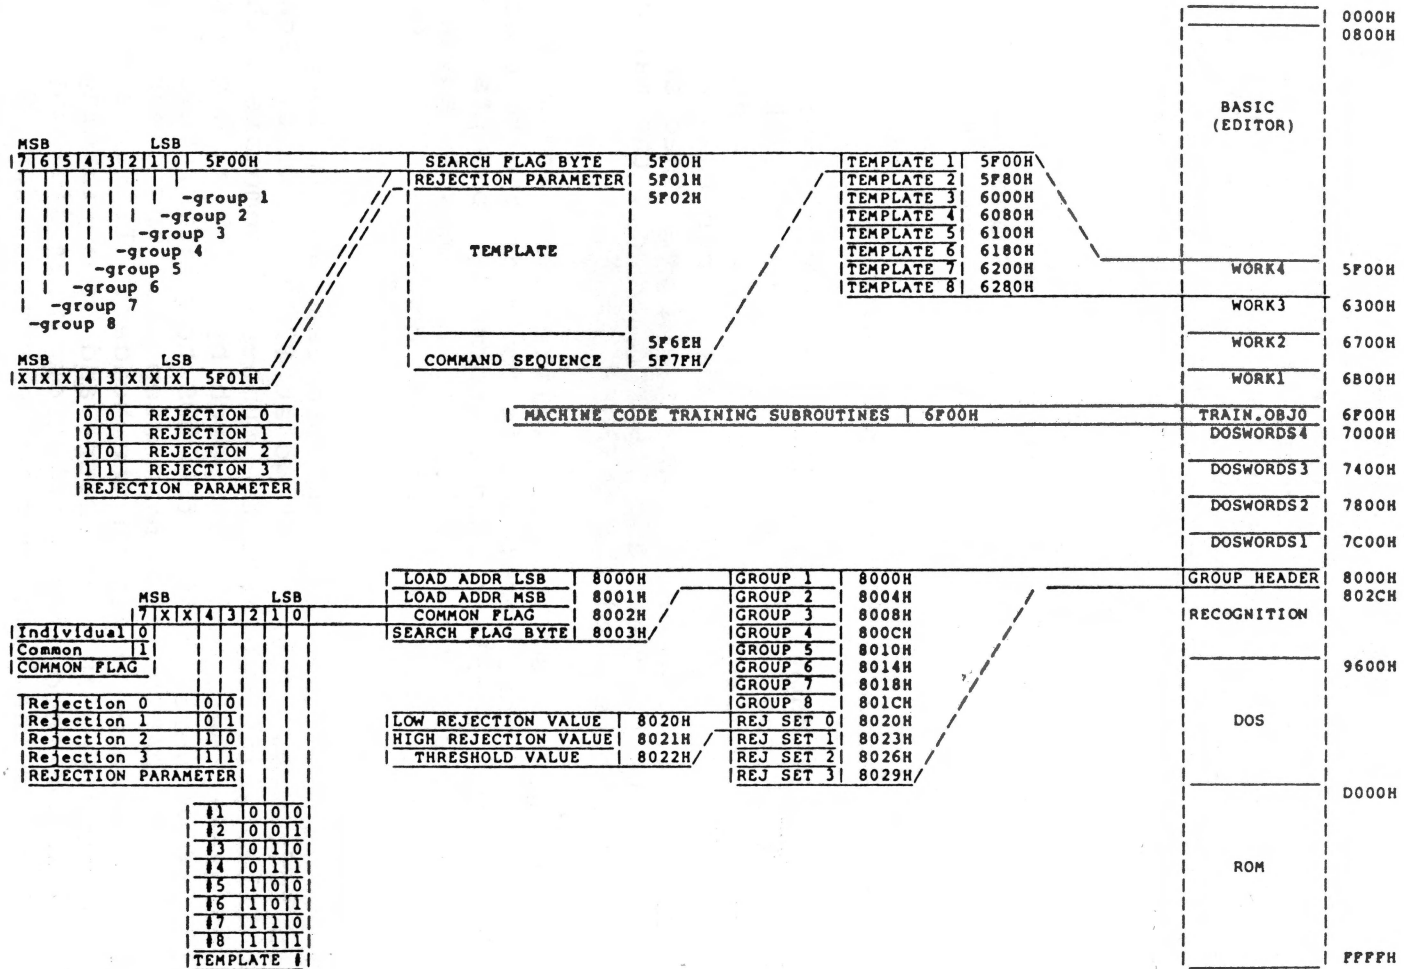 0000H
0800H
BASIC
(EDITOR)
MSB LSB
|7|6|5|4|3|2|1|0| 5F00H
-group 1
-group 2
-group 3
-group 4
-group 5
-group 6
-group 7
-group 8
MSB LSB
|X|X|X|4|3|X|X|X| 5F01H
|0|0| REJECTION 0 |
|0|1| REJECTION 1 |
|1|0| REJECTION 2 |
|1|1| REJECTION 3 |
|REJECTION PARAMETER|
SEARCH FLAG BYTE | 5F00H
REJECTION PARAMETER| 5F01H
5F02H
TEMPLATE
5F6EH
COMMAND SEQUENCE | 5F7FH
|TEMPLATE 1| 5F00H
|TEMPLATE 2| 5F80H
|TEMPLATE 3| 6000H
|TEMPLATE 4| 6080H
|TEMPLATE 5| 6100H
|TEMPLATE 6| 6180H
|TEMPLATE 7| 6200H
|TEMPLATE 8| 6280H
WORK4 5F00H
WORK3 6300H
WORK2 6700H
WORK1 6B00H
| MACHINE CODE TRAINING SUBROUTINES | 6F00H
TRAIN.OBJ0 6F00H
DOSWORDS4 7000H
DOSWORDS3 7400H
DOSWORDS2 7800H
DOSWORDS1 7C00H
GROUP HEADER| 8000H
802CH
RECOGNITION
9600H
DOS
D000H
ROM
FFFFH
MSB LSB
|7|X|X|4|3|2|1|0|
|Individual|0|
|Common |1|
|COMMON FLAG |
|Rejection 0 |0|0|
|Rejection 1 |0|1|
|Rejection 2 |1|0|
|Rejection 3 |1|1|
|REJECTION PARAMETER|
| #1 |0|0|0|
| #2 |0|0|1|
| #3 |0|1|0|
| #4 |0|1|1|
| #5 |1|0|0|
| #6 |1|0|1|
| #7 |1|1|0|
| #8 |1|1|1|
|TEMPLATE #|
| LOAD ADDR LSB | 8000H
| LOAD ADDR MSB | 8001H
COMMON FLAG | 8002H
|SEARCH FLAG BYTE| 8003H
|GROUP 1 | 8000H
|GROUP 2 | 8004H
|GROUP 3 | 8008H
|GROUP 4 | 800CH
|GROUP 5 | 8010H
|GROUP 6 | 8014H
|GROUP 7 | 8018H
|GROUP 8 | 801CH
|REJ SET 0| 8020H
|REJ SET 1| 8023H
|REJ SET 2| 8026H
|REJ SET 3| 8029H
|LOW REJECTION VALUE | 8020H
|HIGH REJECTION VALUE| 8021H
| THRESHOLD VALUE | 8022H